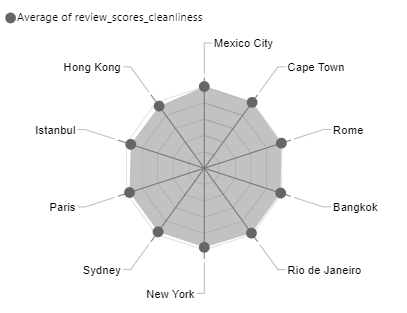 Average of review_scores_cleanliness
Mexico City
Hong Kong
Cape Town
Istanbul
Rome
Paris
Bangkok
Sydney
Rio de Janeiro
New York